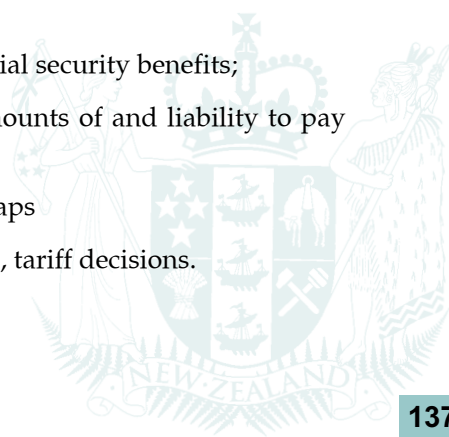 ial security benefits;
ounts of and liability to pay
aps
, tariff decisions.
NEW·ZEALAND
137